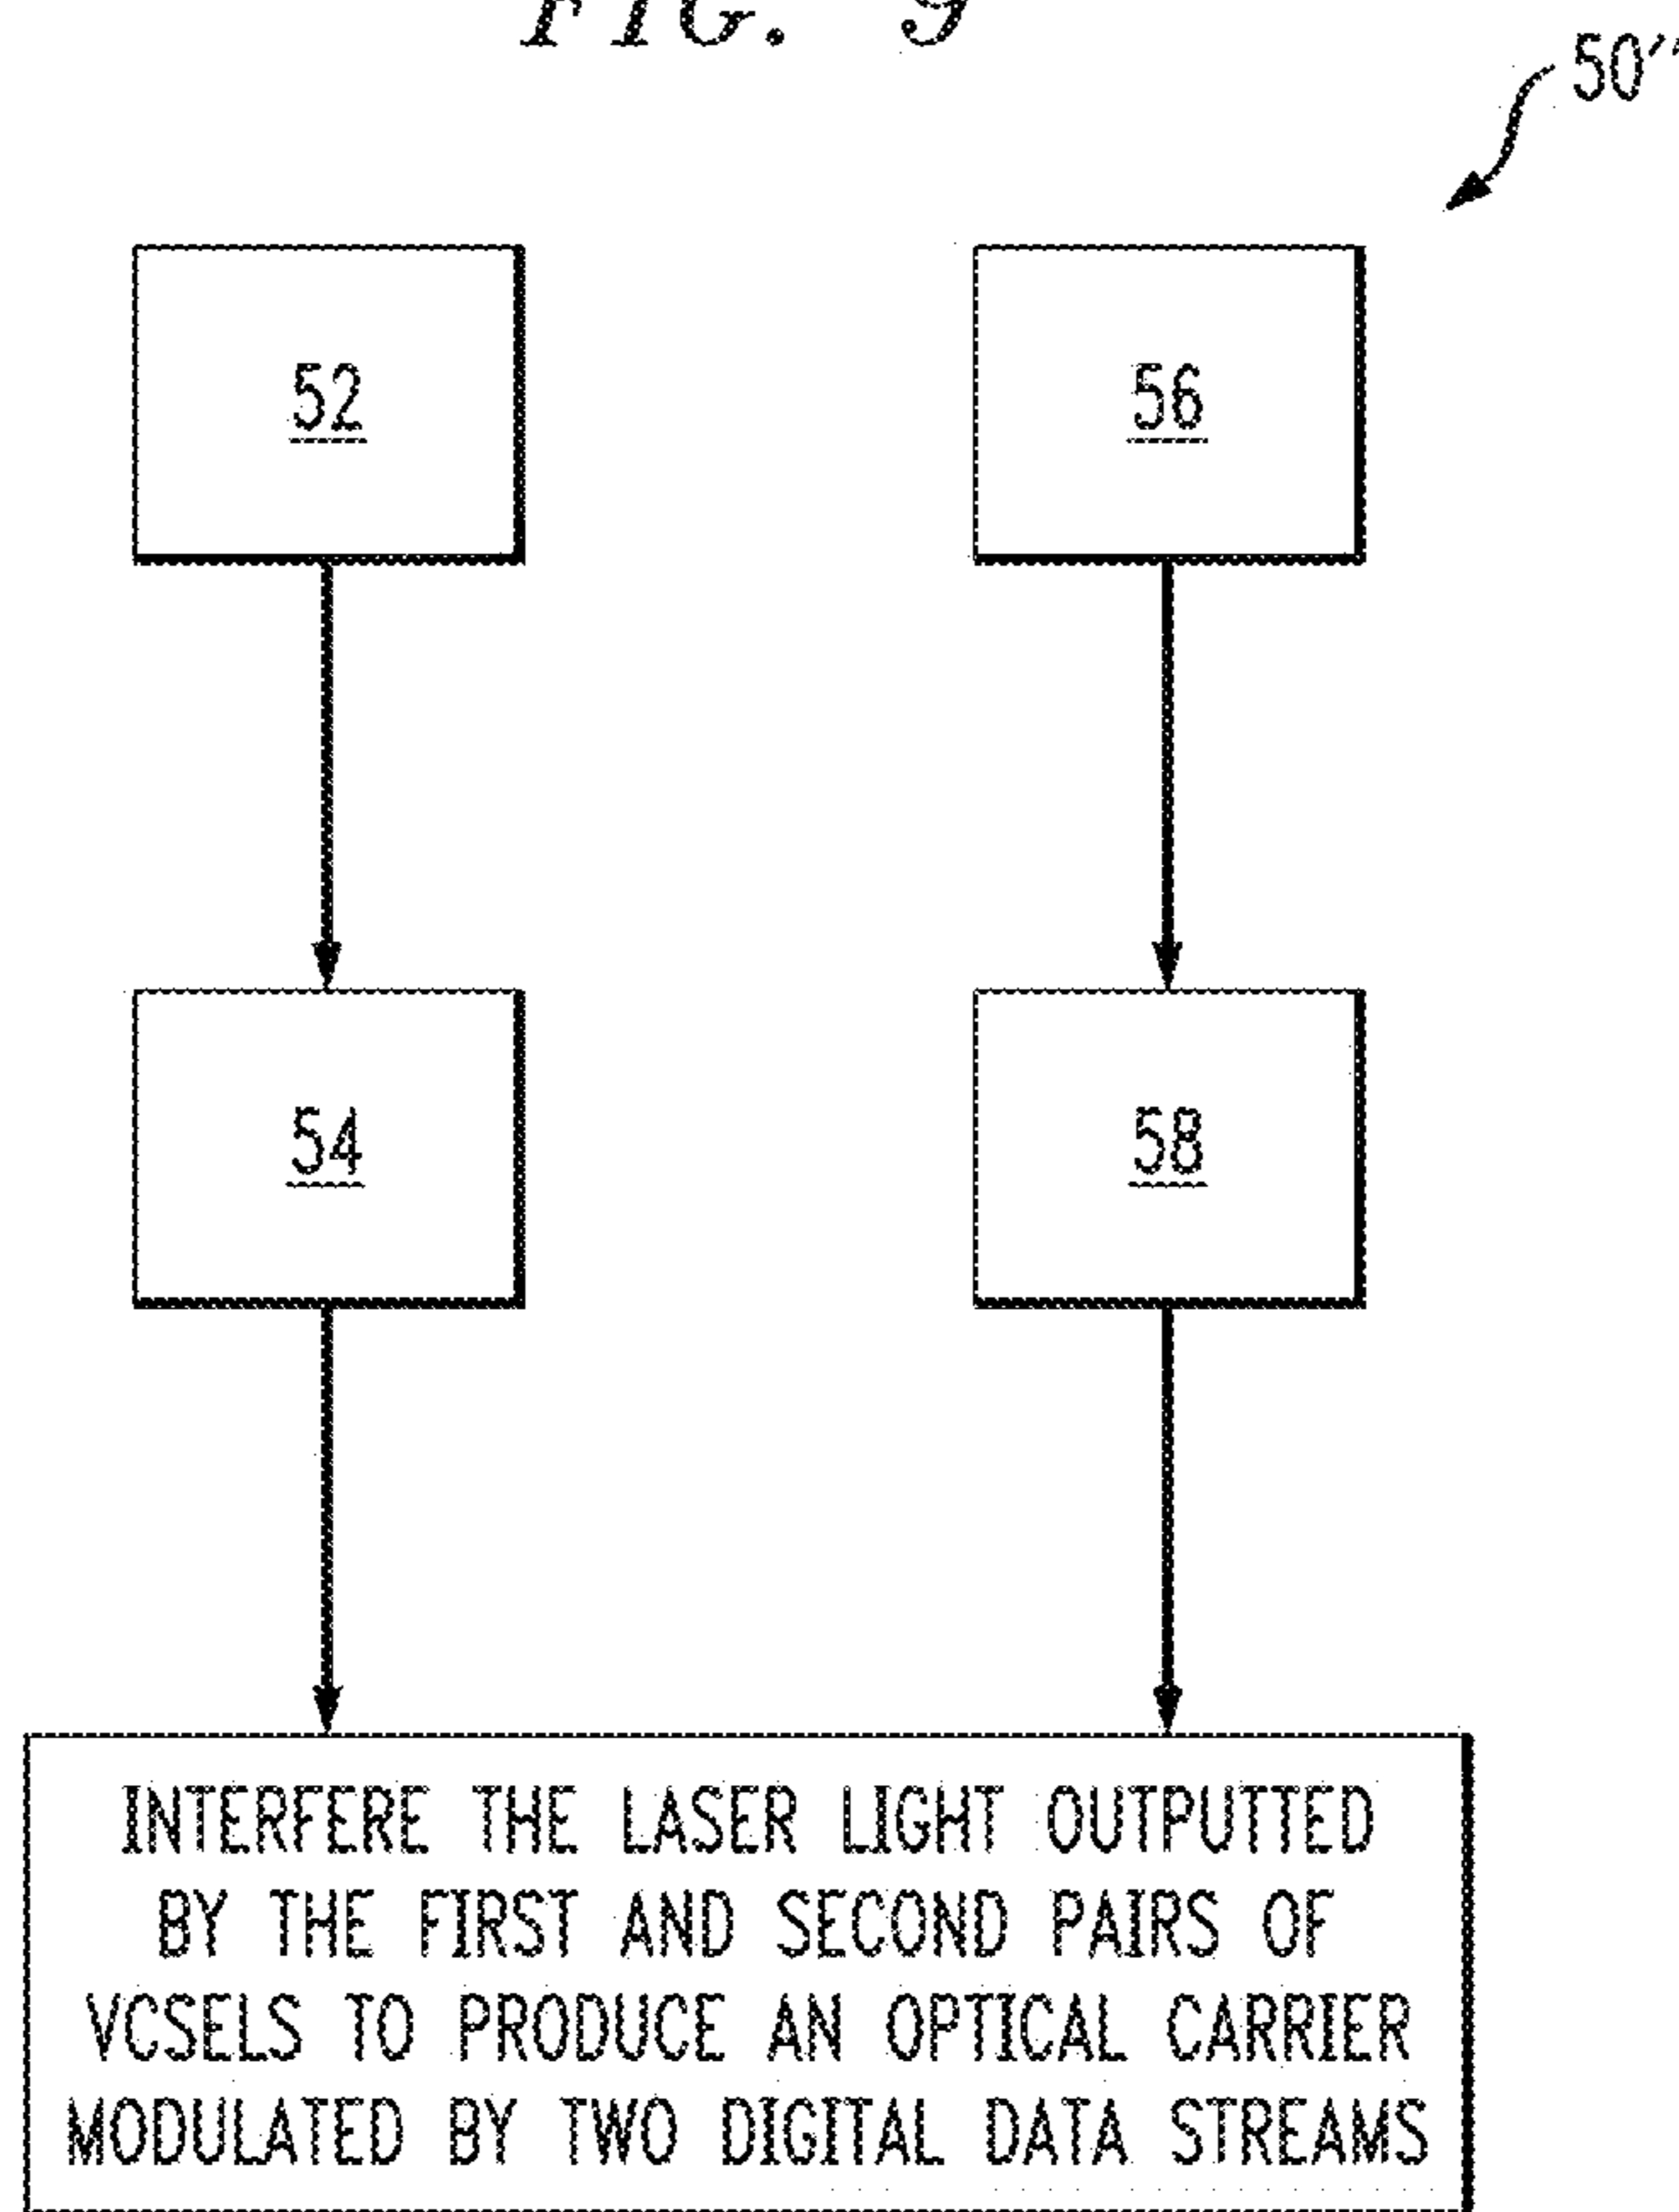 FIG. 9
50''
52
56
54
58
INTERFERE THE LASER LIGHT OUTPUTTED
BY THE FIRST AND SECOND PAIRS OF
VCSELS TO PRODUCE AN OPTICAL CARRIER
MODULATED BY TWO DIGITAL DATA STREAMS